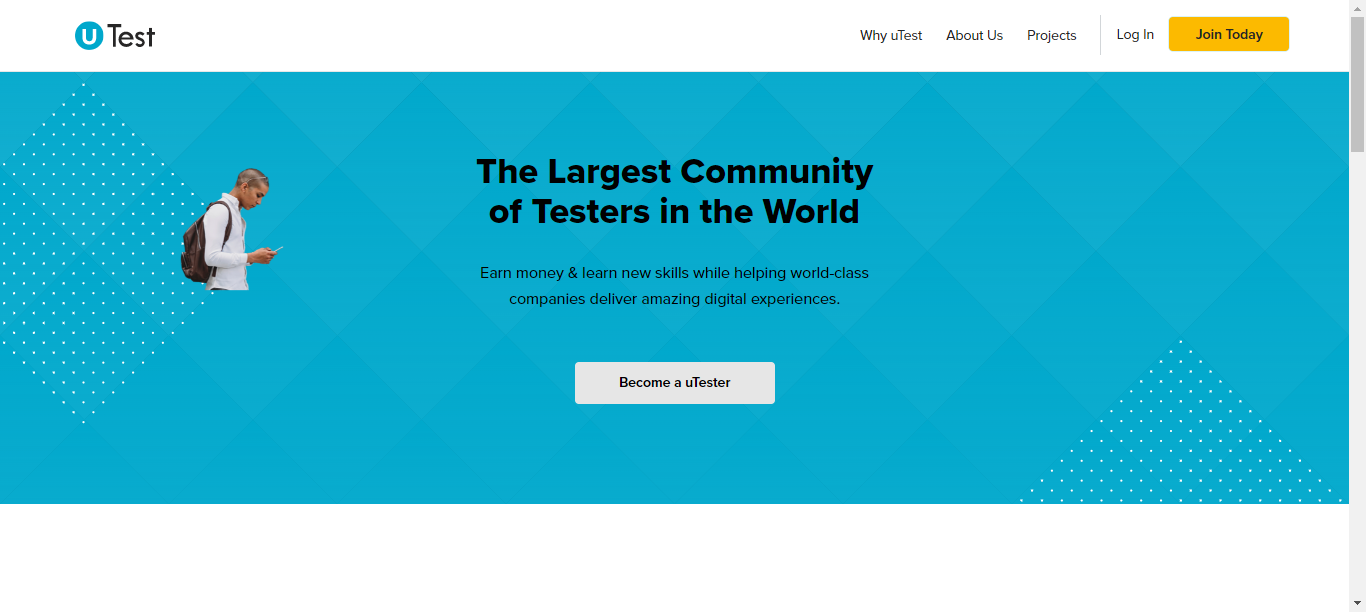 uTest
Why uTest
About Us
Projects
Log In
Join Today
The Largest Community
of Testers in the World
Earn money & learn new skills while helping world-class
companies deliver amazing digital experiences.
Become a uTester